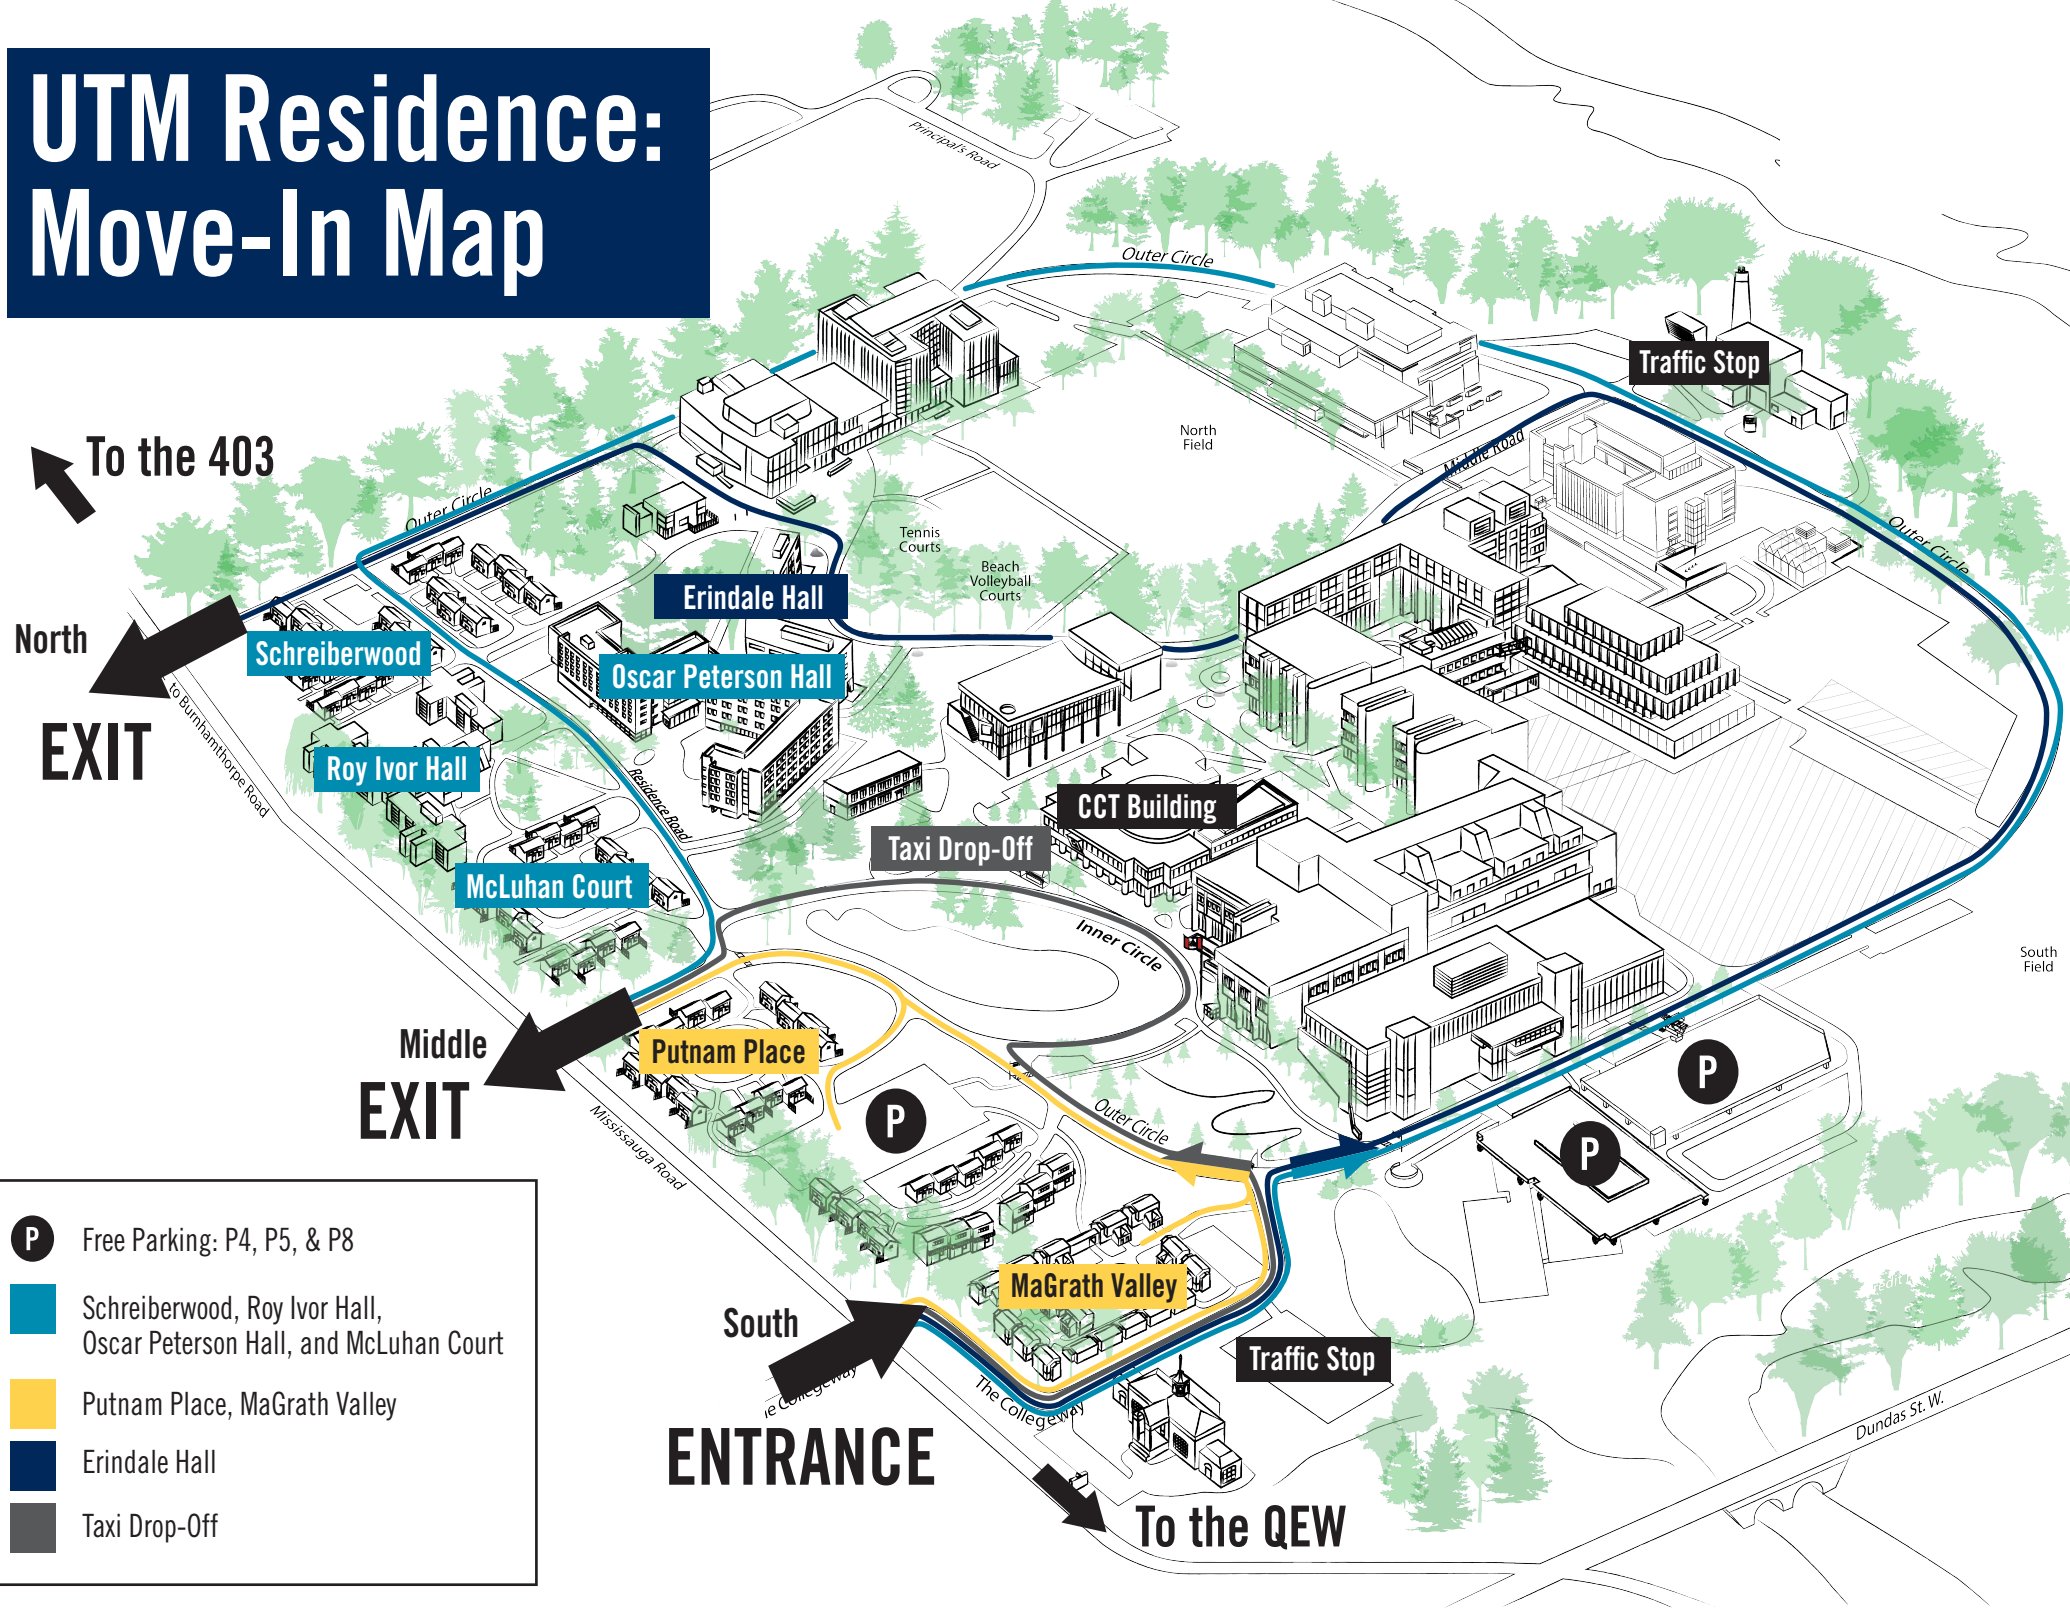 UTM Residence:
Move-In Map
Principal's Road
Outer Circle
Traffic Stop
North
Field
Middle Road
To the 403
Outer Circle
Tennis
Courts
Outer Circle
Beach
Volleyball
Courts
Erindale Hall
North
EXIT
Schreiberwood
Oscar Peterson Hall
to Burnhamthorpe Road
Roy Ivor Hall
Residence Road
CCT Building
Taxi Drop-Off
McLuhan Court
Inner Circle
South
Field
Middle
EXIT
Putnam Place
P
P
P
Mississauga Road
Outer Circle
MaGrath Valley
South
ENTRANCE
Traffic Stop
The Collegeway
e Collegeway
Dundas St. W.
To the QEW
P Free Parking: P4, P5, & P8
Schreiberwood, Roy Ivor Hall,
Oscar Peterson Hall, and McLuhan Court
Putnam Place, MaGrath Valley
Erindale Hall
Taxi Drop-Off